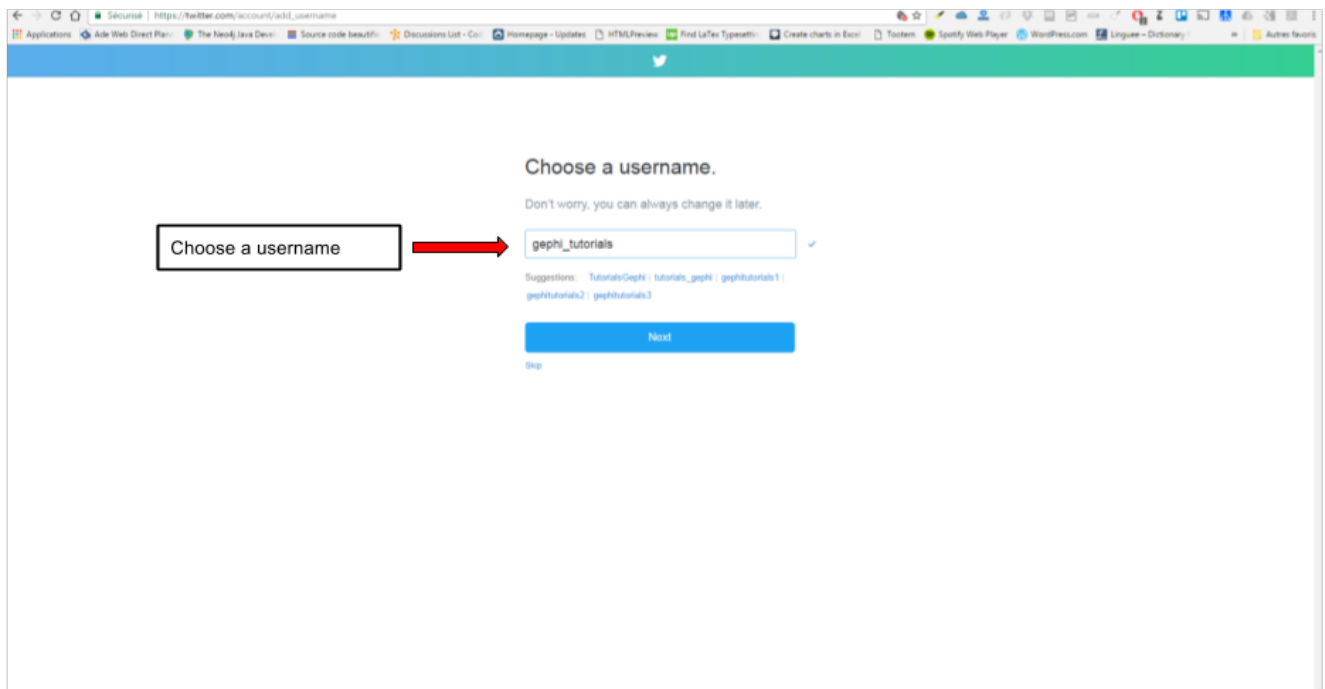 Sécurisé | https://twitter.com/account/add_username
Applications Ade Web Direct Plan The Neo4j Java Devel Source code beautifi Discussions List - Co Homepage - Updates HTMLPreview Find LaTex Typesettin Create charts in Excel Tootem Spotify Web Player WordPress.com Linguee – Dictionary » Autres favoris
Choose a username.
Don't worry, you can always change it later.
Choose a username
gephi_tutorials
Suggestions: TutorialsGephi | tutorials_gephi | gephitutorials1 |
gephitutorials2 | gephitutorials3
Next
Skip